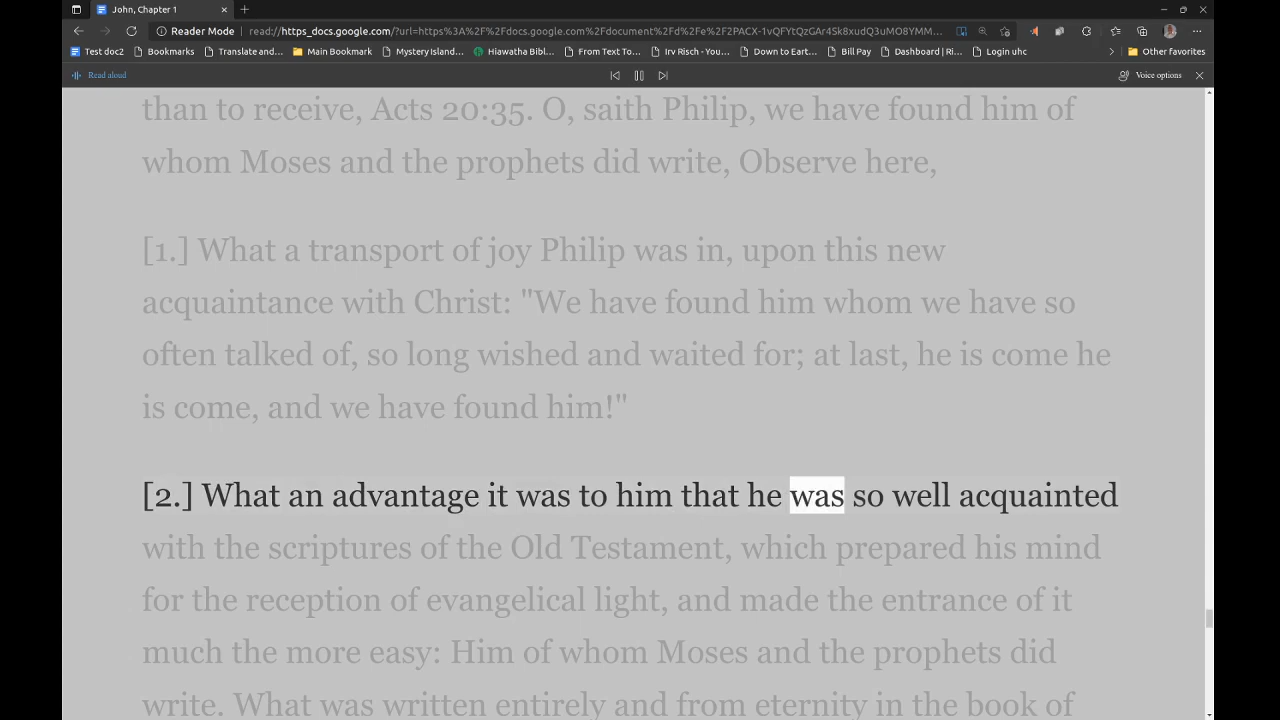 John, Chapter 1
Reader Mode
read://https_docs.google.com/?url=https%3A%2F%2Fdocs.google.com%2Fdocument%2Fd%2Fe%2F2PACX-1vQFYtQzGAr4Sk8xudQ3uMO8YMM...
Test doc2
Bookmarks
Translate and...
Main Bookmark
Mystery Island...
Hiawatha Bibl...
From Text To...
Irv Risch - You...
Down to Eart...
Bill Pay
Dashboard | Ri...
Login uhc
Other favorites
Read aloud
Voice options
than to receive, Acts 20:35. O, saith Philip, we have found him of
whom Moses and the prophets did write, Observe here,
[1.] What a transport of joy Philip was in, upon this new
acquaintance with Christ: "We have found him whom we have so
often talked of, so long wished and waited for; at last, he is come he
is come, and we have found him!"
[2.] What an advantage it was to him that he was so well acquainted
with the scriptures of the Old Testament, which prepared his mind
for the reception of evangelical light, and made the entrance of it
much the more easy: Him of whom Moses and the prophets did
write. What was written entirely and from eternity in the book of